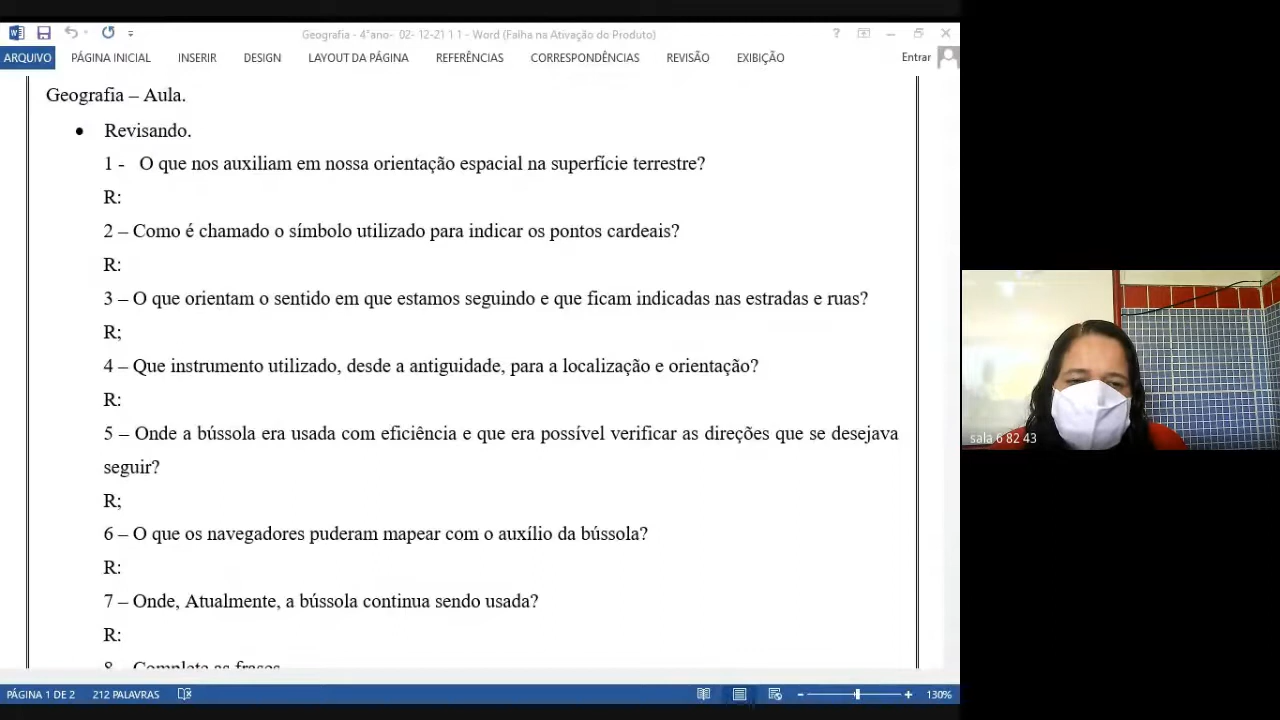 Geografia - 4°ano- 02- 12-21 1 1 - Word (Falha na Ativação do Produto)
ARQUIVO PÁGINA INICIAL INSERIR DESIGN LAYOUT DA PÁGINA REFERÊNCIAS CORRESPONDÊNCIAS REVISÃO EXIBIÇÃO Entrar
Geografia – Aula.
• Revisando.
1 - O que nos auxiliam em nossa orientação espacial na superfície terrestre?
R:
2 – Como é chamado o símbolo utilizado para indicar os pontos cardeais?
R:
3 – O que orientam o sentido em que estamos seguindo e que ficam indicadas nas estradas e ruas?
R;
4 – Que instrumento utilizado, desde a antiguidade, para a localização e orientação?
R:
5 – Onde a bússola era usada com eficiência e que era possível verificar as direções que se desejava
seguir?
R;
6 – O que os navegadores puderam mapear com o auxílio da bússola?
R:
7 – Onde, Atualmente, a bússola continua sendo usada?
R:
8 – Complete as frases
sala 6 82 43
PÁGINA 1 DE 2 212 PALAVRAS 130%